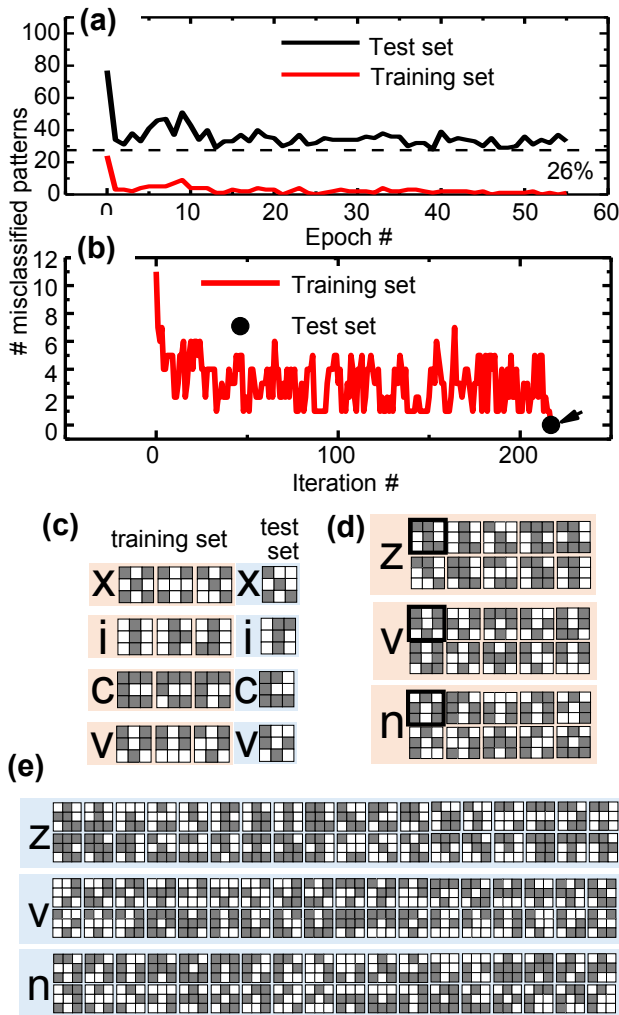 (a)
100
80
60
40
20
0
Test set
Training set
26%
0 10 20 30 40 50 60
Epoch #
# misclassified patterns
(b)
12
10
8
6
4
2
0
Training set
Test set
0 100 200
Iteration #
(c)
training set
test set
x x
i i
c c
v v
(d)
z
v
n
(e)
z
v
n